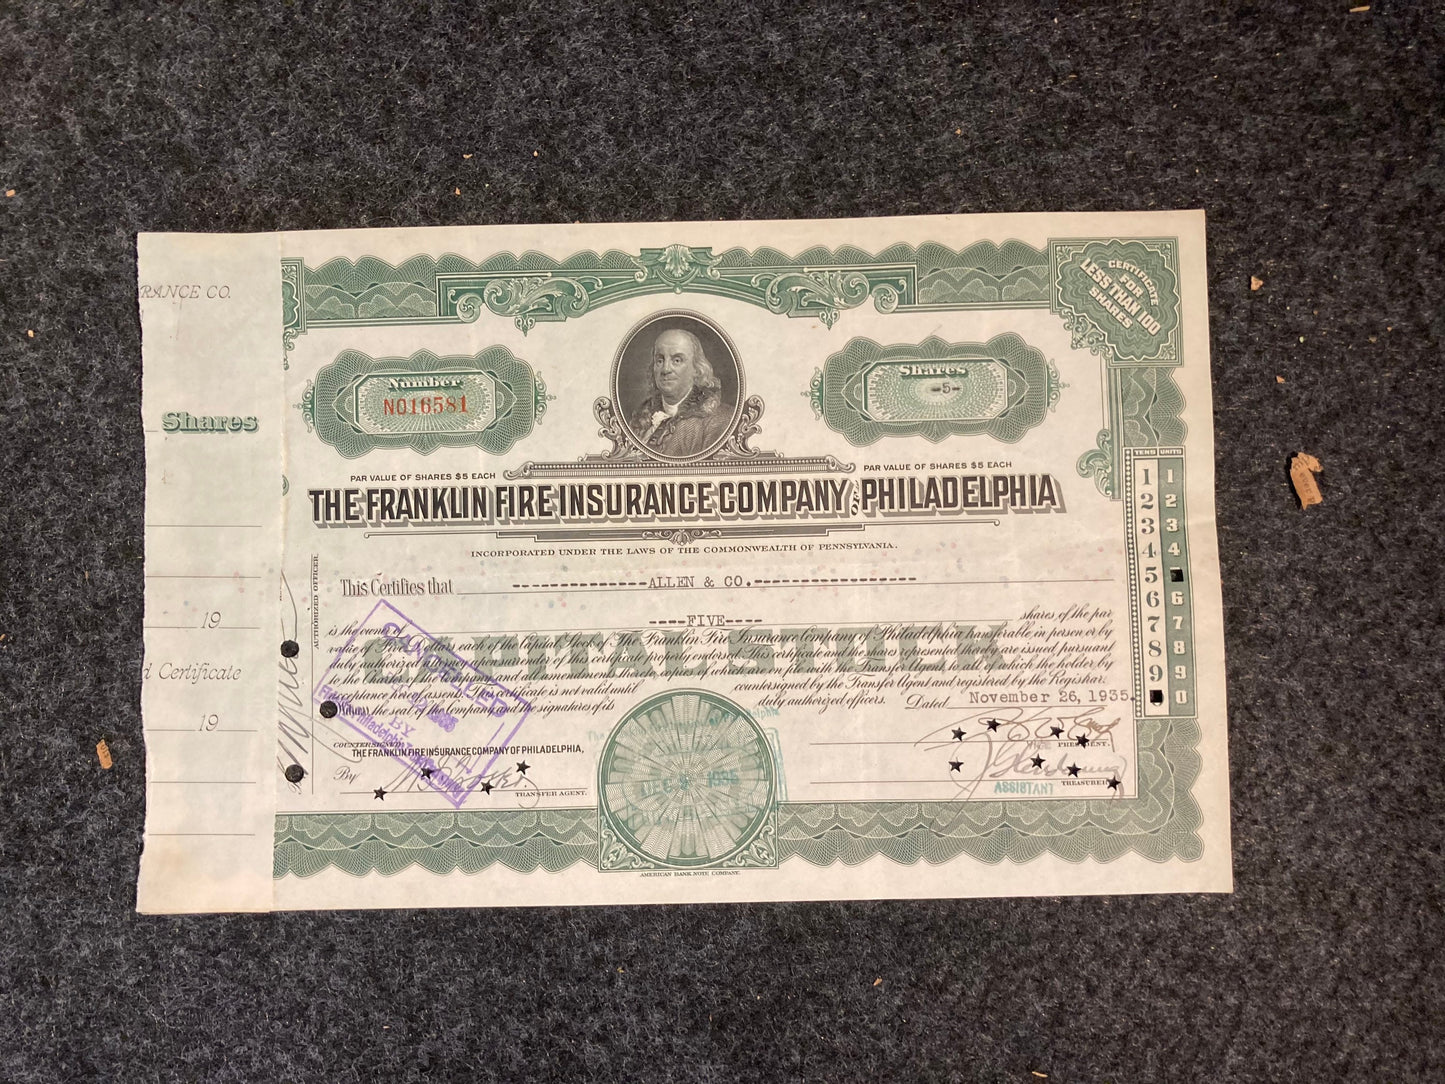 RANCE CO.
Shares
19
d Certificate
19
CERTIFICATE
FOR
LESS THAN 100
SHARES
Number
NO16581
Shares
-5-
PAR VALUE OF SHARES $5 EACH
PAR VALUE OF SHARES $5 EACH
THE FRANKLIN FIRE INSURANCE COMPANY OF PHILADELPHIA
INCORPORATED UNDER THE LAWS OF THE COMMONWEALTH OF PENNSYLVANIA.
This Certifies that ---------------ALLEN & CO.------------------
----FIVE----
is the owner of shares of the par
value of Five Dollars each of the Capital Stock of The Franklin Fire Insurance Company of Philadelphia transferable in person or by
duly authorized attorney upon surrender of this certificate properly endorsed. This certificate and the shares represented hereby are issued pursuant
to the Charter of the Company and all amendments thereto, copies of which are on file with the Transfer Agent, to all of which the holder by
acceptance hereof assents. This certificate is not valid until countersigned by the Transfer Agent and registered by the Registrar.
Witness the seal of the Company and the signatures of its duly authorized officers. Dated November 26, 1935.
COUNTERSIGNED
THE FRANKLIN FIRE INSURANCE COMPANY OF PHILADELPHIA,
By
TRANSFER AGENT.
VICE PRESIDENT.
ASSISTANT TREASURER
DEC 1935
BY
AUTHORIZED OFFICER.
AMERICAN BANK NOTE COMPANY.
TENS UNITS
1 1
2 2
3 3
4 4
5
6 6
7 7
8 8
9 9
0